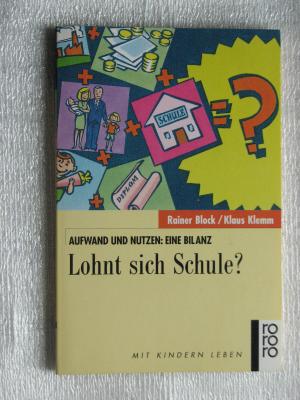 SCHULE
DIPLOM
Rainer Block / Klaus Klemm
AUFWAND UND NUTZEN: EINE BILANZ
Lohnt sich Schule?
MIT KINDERN LEBEN
ro
ro
ro